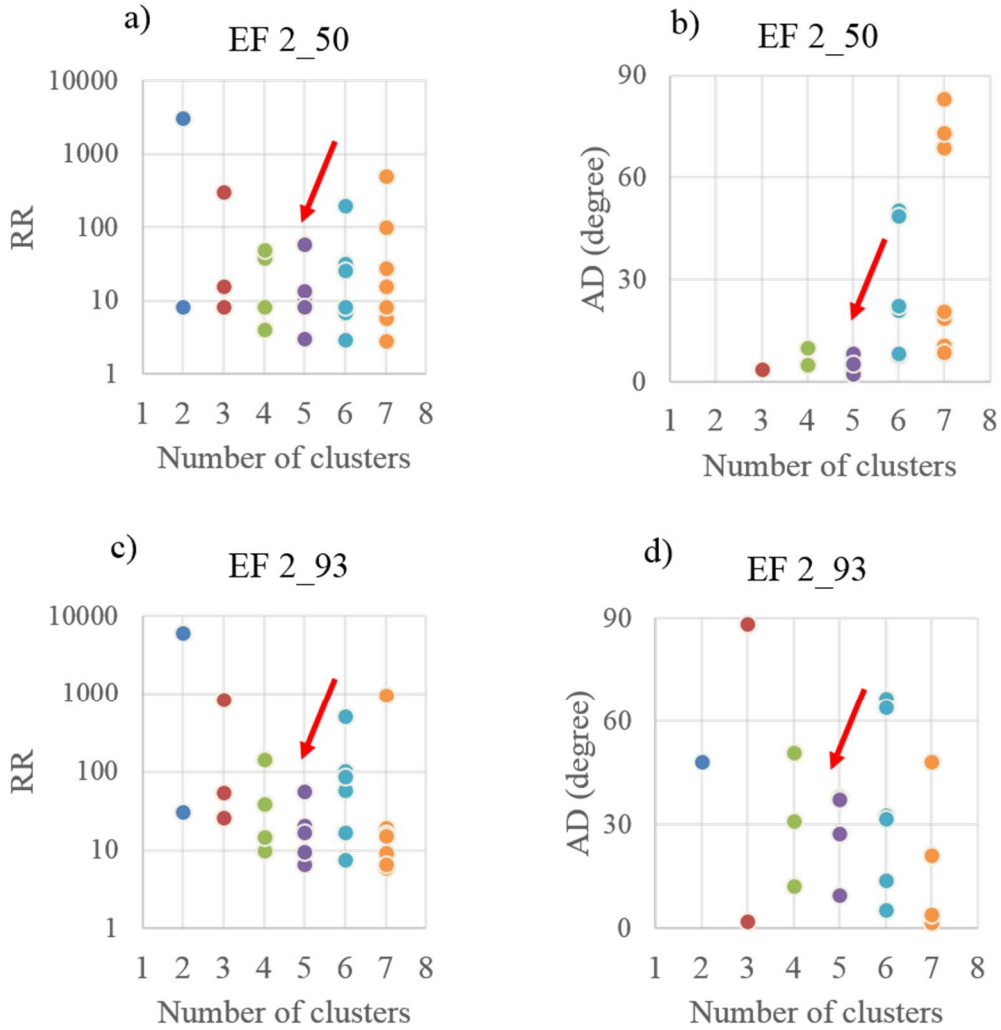 a)
EF 2_50
RR
10000
1000
100
10
1
1 2 3 4 5 6 7 8
Number of clusters
b)
EF 2_50
AD (degree)
90
60
30
0
1 2 3 4 5 6 7 8
Number of clusters
c)
EF 2_93
RR
10000
1000
100
10
1
1 2 3 4 5 6 7 8
Number of clusters
d)
EF 2_93
AD (degree)
90
60
30
0
1 2 3 4 5 6 7 8
Number of clusters